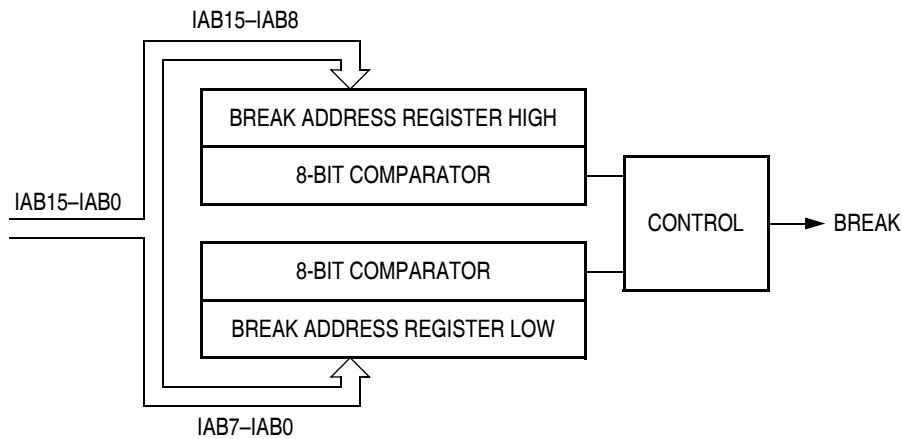 IAB15–IAB8
BREAK ADDRESS REGISTER HIGH
8-BIT COMPARATOR
IAB15–IAB0
CONTROL
BREAK
8-BIT COMPARATOR
BREAK ADDRESS REGISTER LOW
IAB7–IAB0